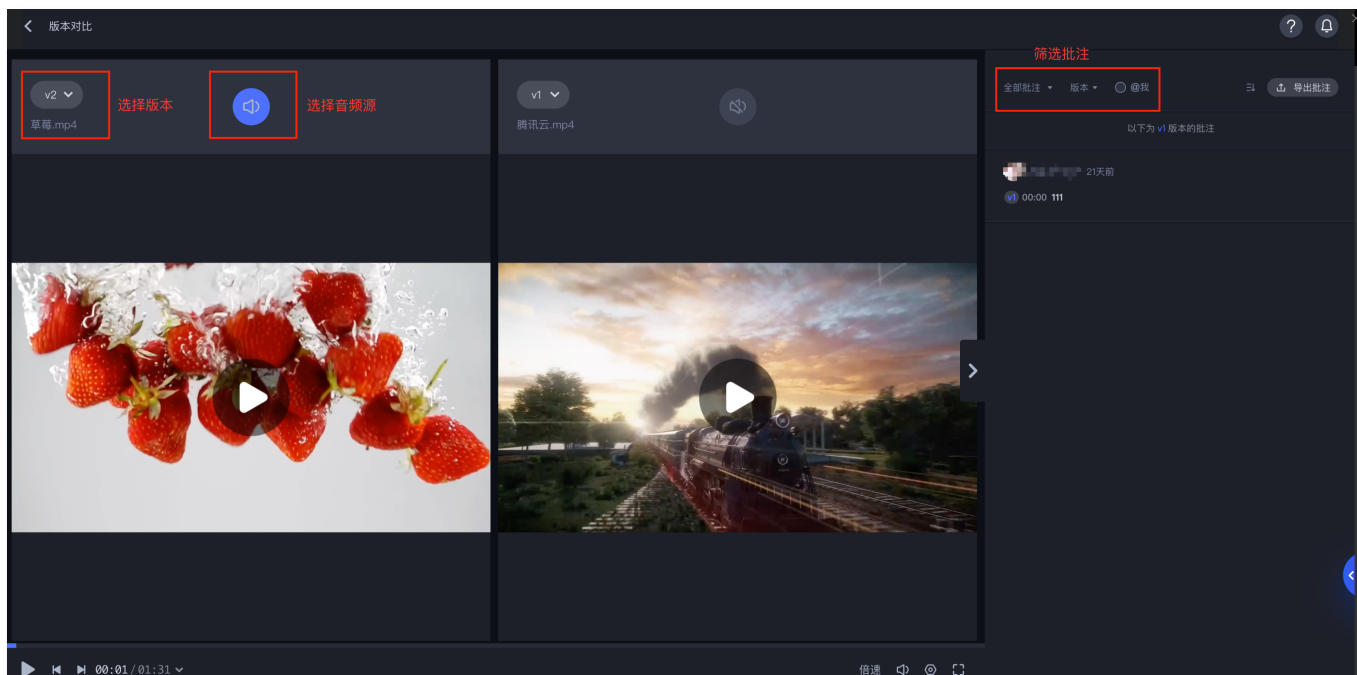 版本对比
?
筛选批注
v2
选择版本
选择音频源
草莓.mp4
v1
腾讯云.mp4
全部批注 版本 @我 导出批注
以下为 v1 版本的批注
21天前
v1 00:00 111
00:01/01:31
倍速